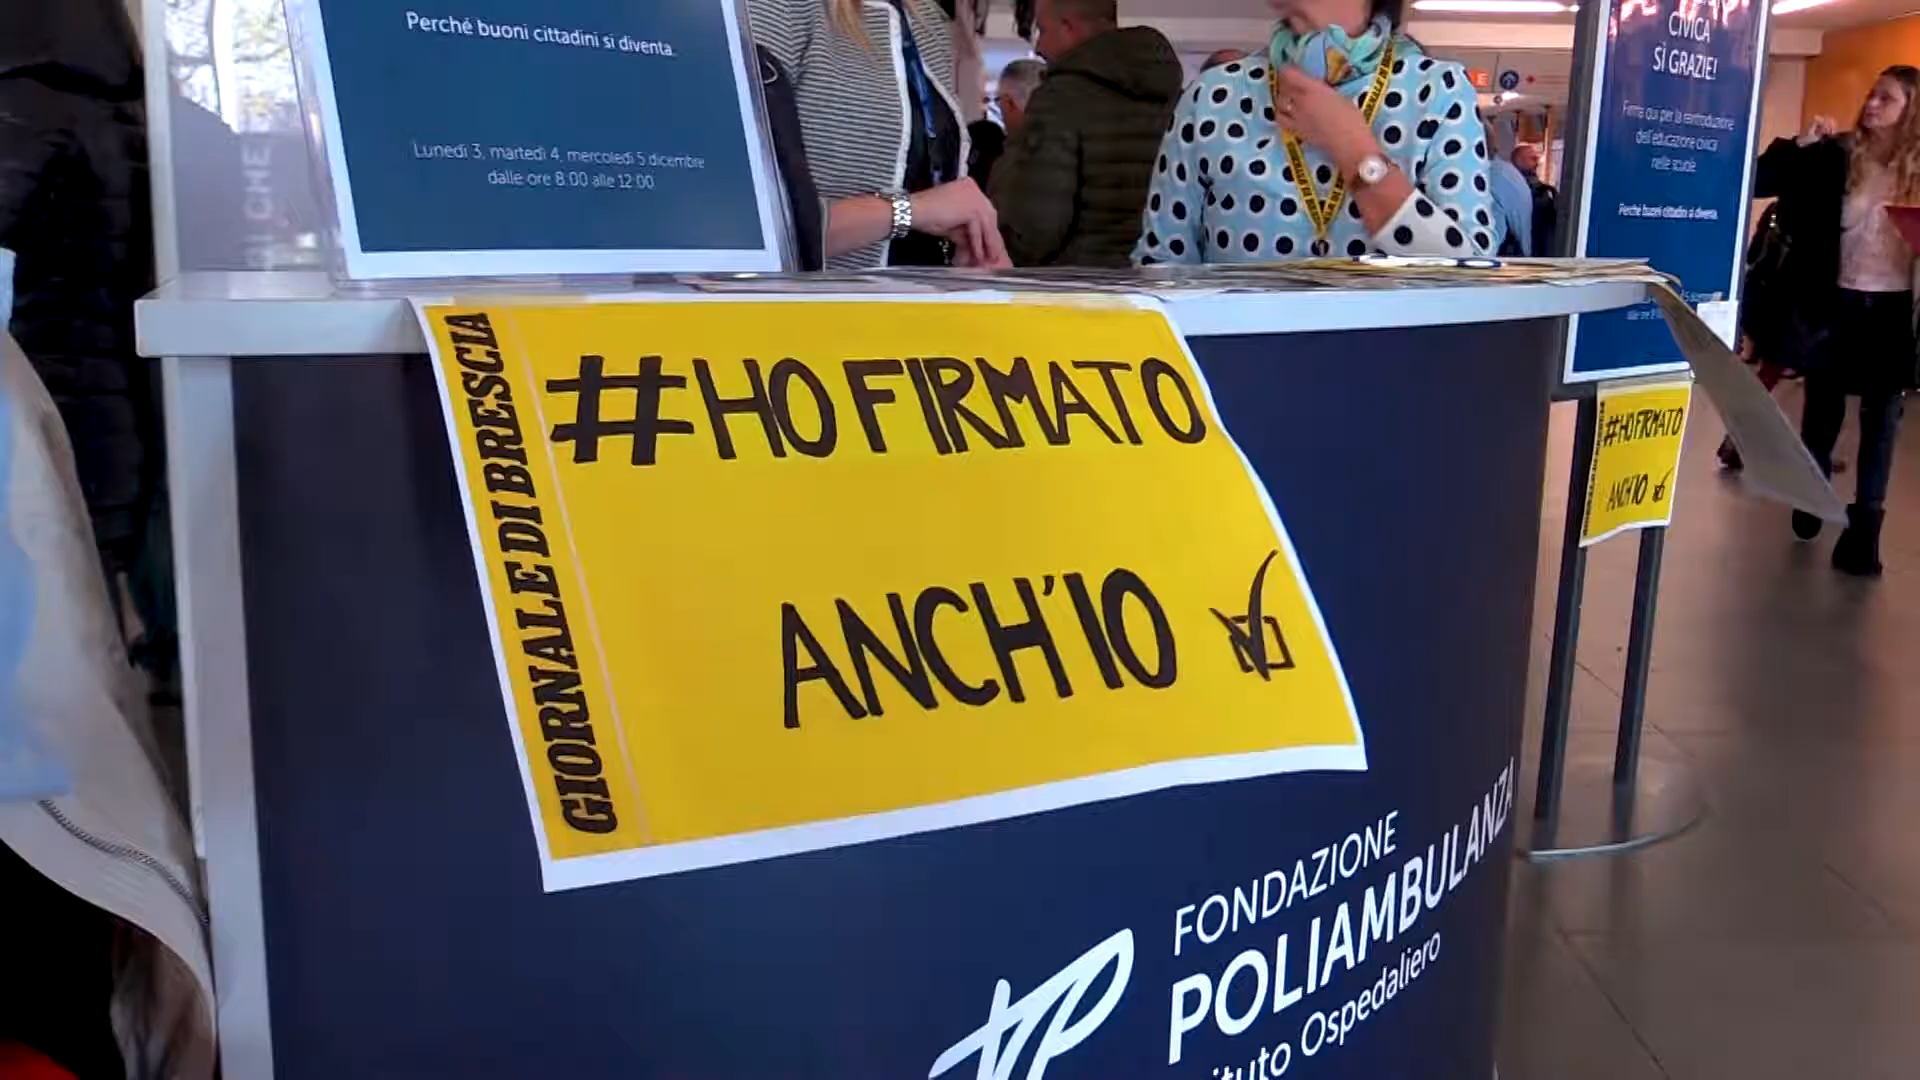 Perché buoni cittadini si diventa.
Lunedì 3, martedì 4, mercoledì 5 dicembre
dalle ore 8:00 alle 12:00
CIVICA
SÌ GRAZIE!
Firma qui per la reintroduzione
dell'educazione civica
nelle scuole.
Perché buoni cittadini si diventa.
GIORNALE DI BRESCIA
#HO FIRMATO
ANCH'IO
#HO FIRMATO
ANCH'IO
FONDAZIONE
POLIAMBULANZA
Ospedaliero